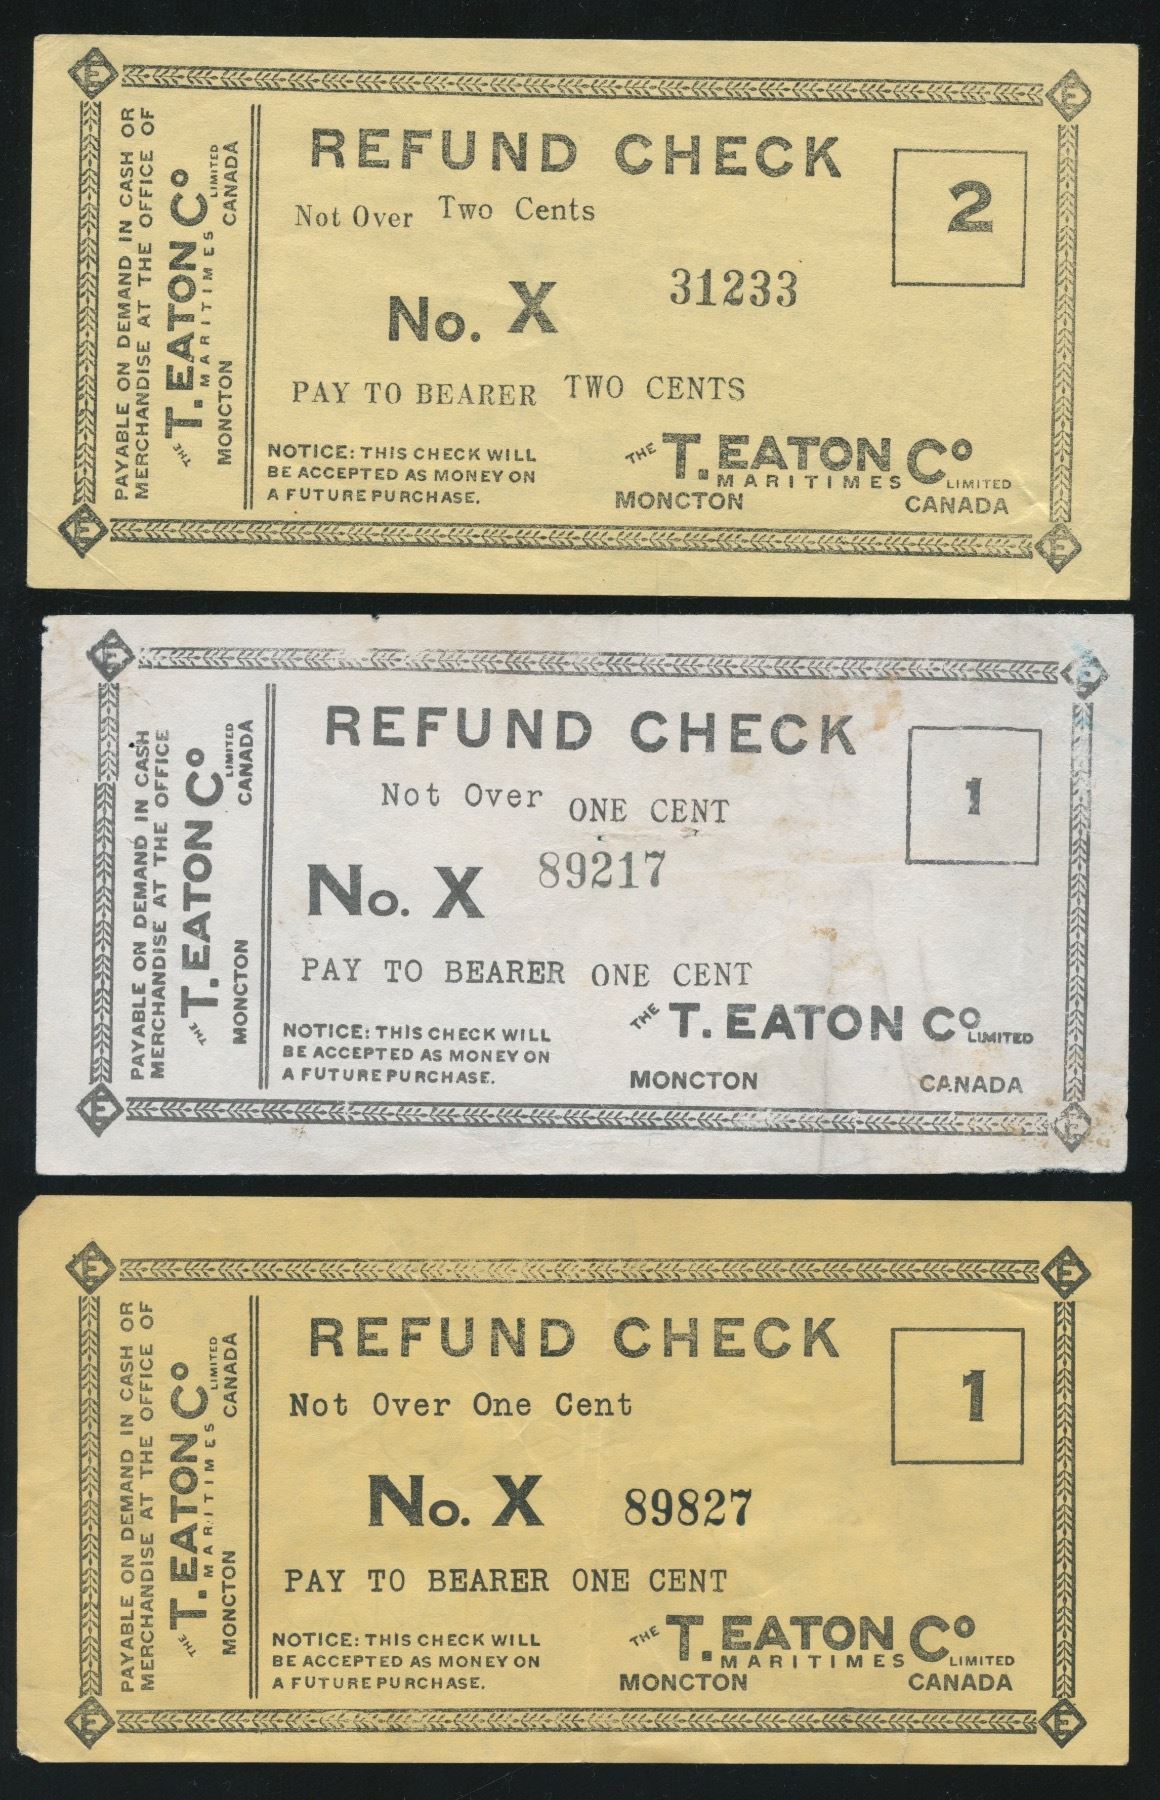 PAYABLE ON DEMAND IN CASH OR
MERCHANDISE AT THE OFFICE OF
THE T. EATON Co
MARITIMES LIMITED
MONCTON CANADA
REFUND CHECK
2
Not Over Two Cents
No. X 31233
PAY TO BEARER TWO CENTS
NOTICE: THIS CHECK WILL
BE ACCEPTED AS MONEY ON
A FUTURE PURCHASE.
THE T. EATON Co
MARITIMES LIMITED
MONCTON CANADA
E
E
E
E
PAYABLE ON DEMAND IN CASH
MERCHANDISE AT THE OFFICE
THE T. EATON Co
LIMITED
MONCTON CANADA
REFUND CHECK
1
Not Over ONE CENT
No. X 89217
PAY TO BEARER ONE CENT
NOTICE: THIS CHECK WILL
BE ACCEPTED AS MONEY ON
A FUTURE PURCHASE.
THE T. EATON Co LIMITED
MONCTON CANADA
E
E
E
E
PAYABLE ON DEMAND IN CASH OR
MERCHANDISE AT THE OFFICE OF
THE T. EATON Co
MARITIMES LIMITED
MONCTON CANADA
REFUND CHECK
1
Not Over One Cent
No. X 89827
PAY TO BEARER ONE CENT
NOTICE: THIS CHECK WILL
BE ACCEPTED AS MONEY ON
A FUTURE PURCHASE.
THE T. EATON Co
MARITIMES LIMITED
MONCTON CANADA
E
E
E
E